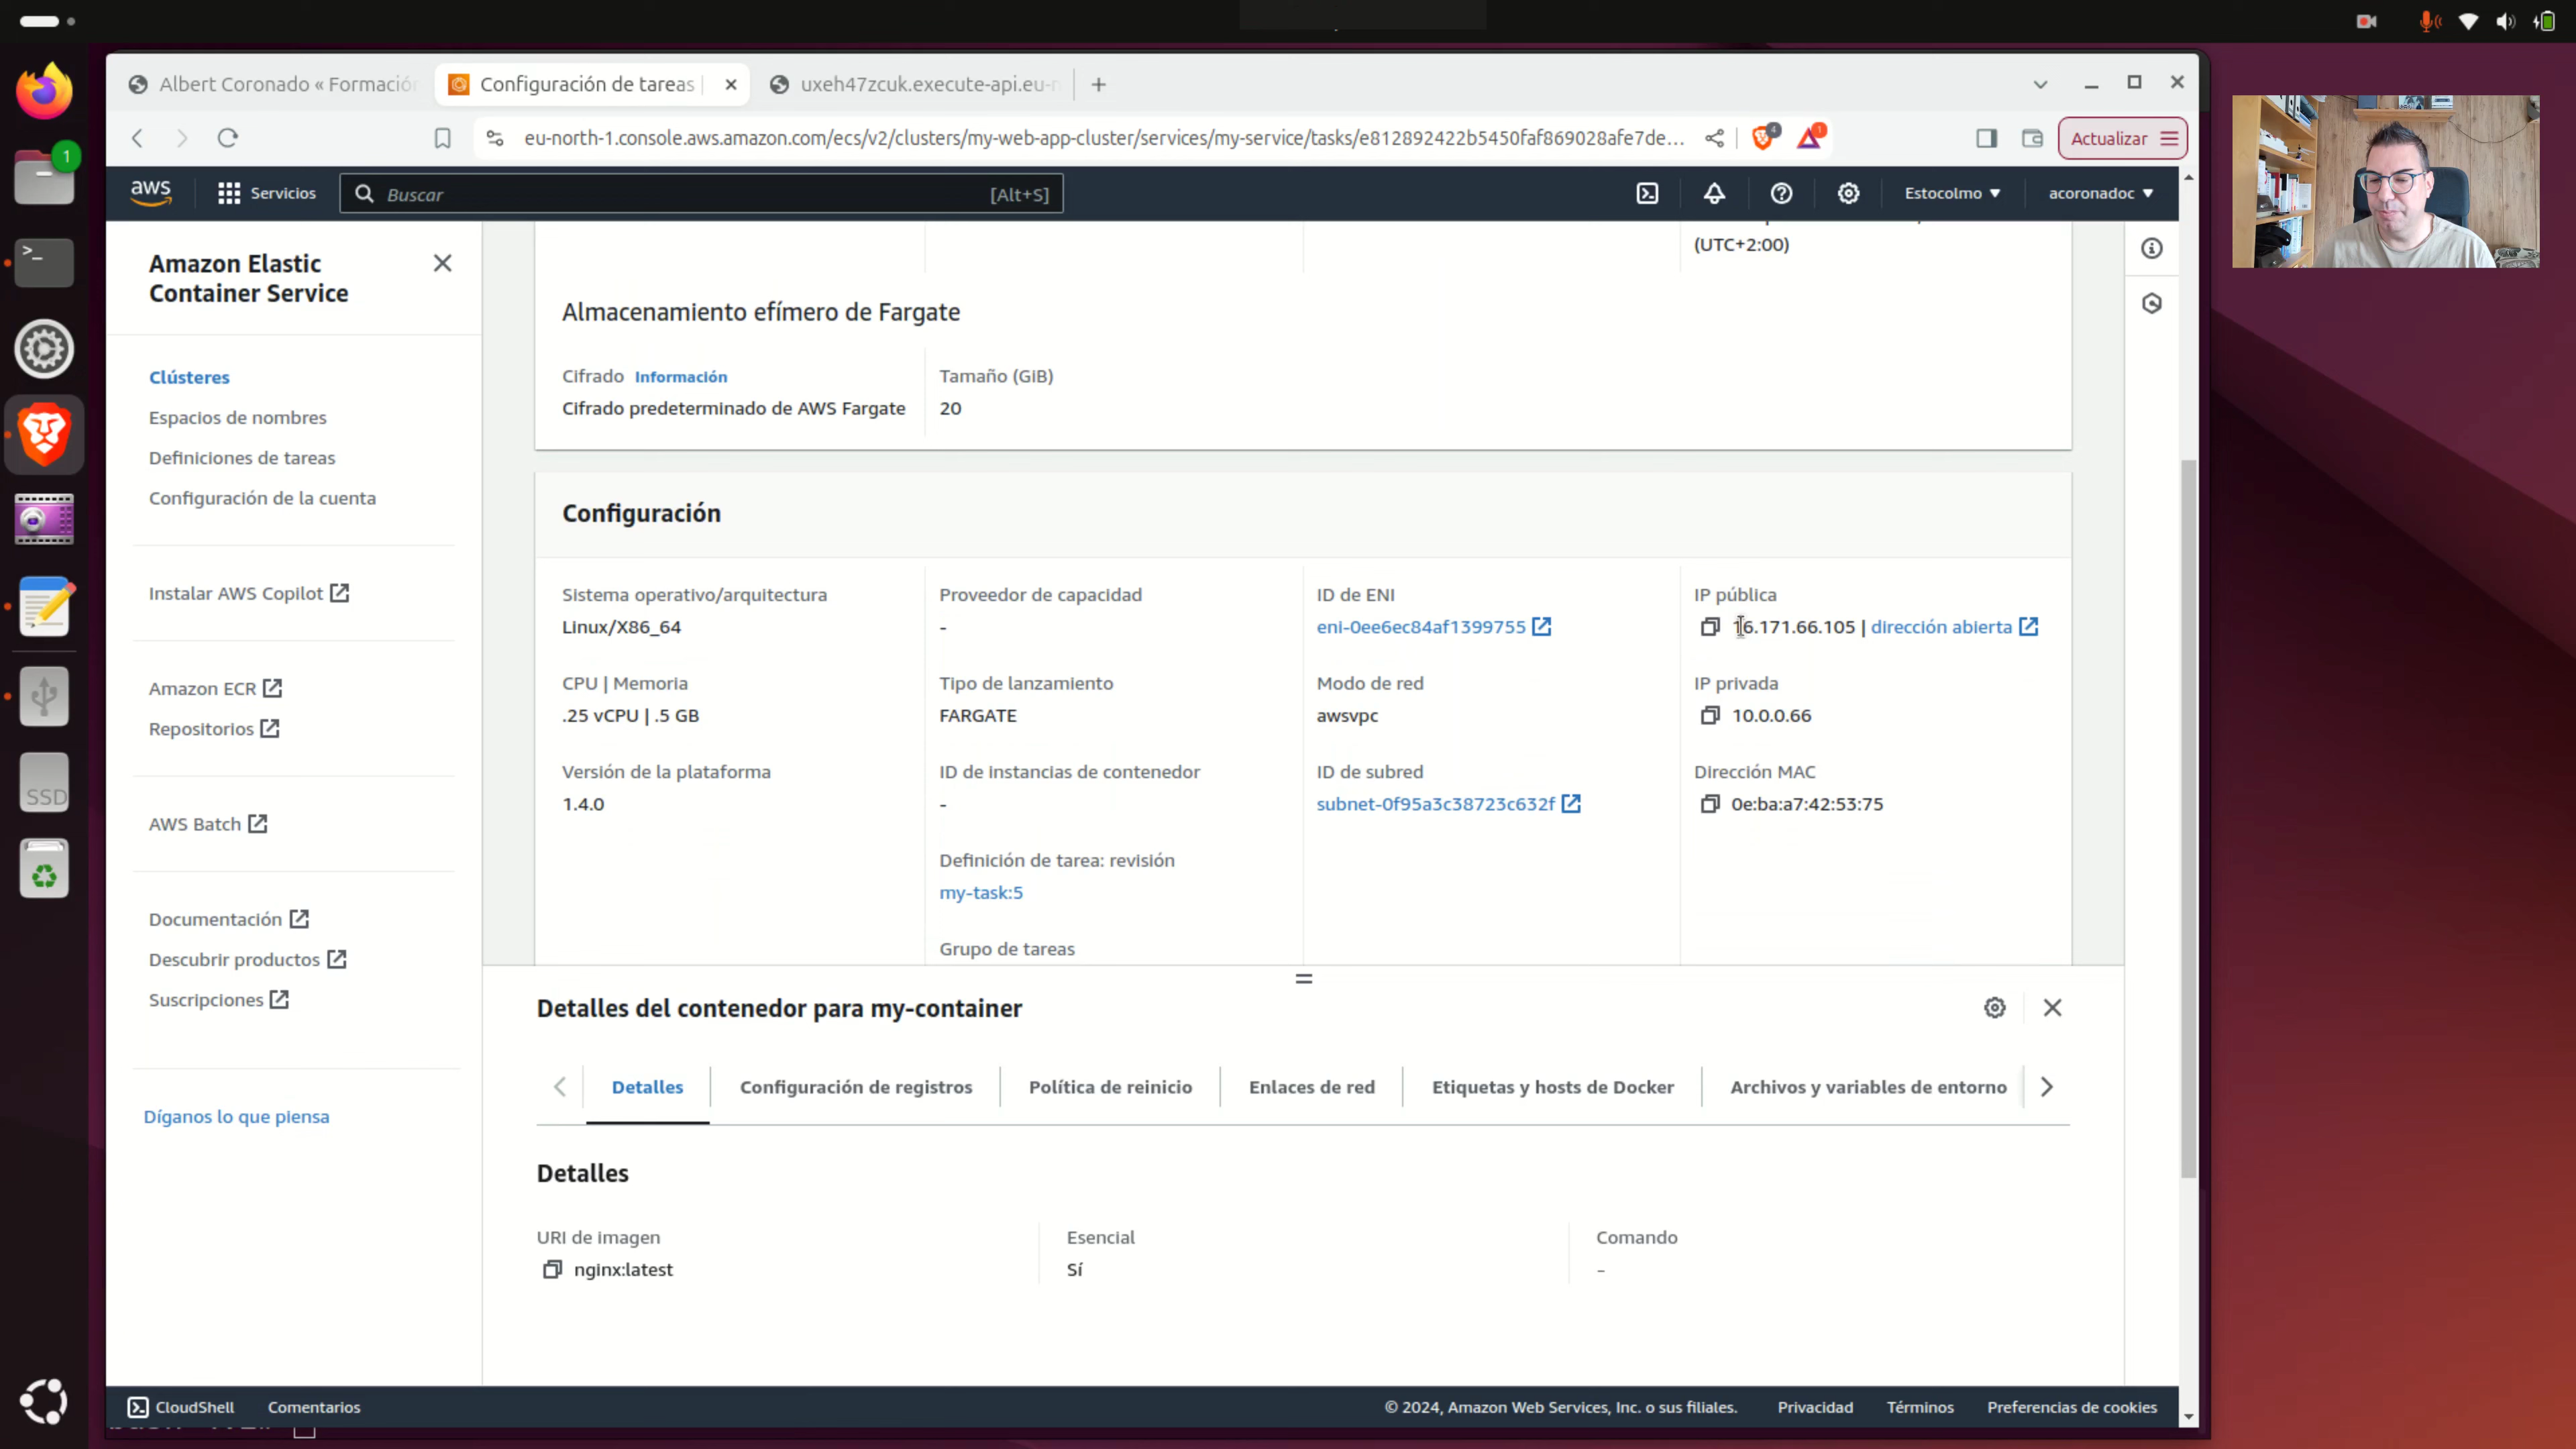 Albert Coronado « Formación
Configuración de tareas |
uxeh47zcuk.execute-api.eu-n
eu-north-1.console.aws.amazon.com/ecs/v2/clusters/my-web-app-cluster/services/my-service/tasks/e812892422b5450faf869028afe7de...
4
1
Actualizar
1
aws
Servicios
Buscar
[Alt+S]
Estocolmo
acoronadoc
Amazon Elastic
Container Service
Clústeres
Espacios de nombres
Definiciones de tareas
Configuración de la cuenta
Instalar AWS Copilot
Amazon ECR
Repositorios
AWS Batch
Documentación
Descubrir productos
Suscripciones
Díganos lo que piensa
SSD
(UTC+2:00)
Almacenamiento efímero de Fargate
Cifrado Información
Cifrado predeterminado de AWS Fargate
Tamaño (GiB)
20
Configuración
Sistema operativo/arquitectura
Linux/X86_64
CPU | Memoria
.25 vCPU | .5 GB
Versión de la plataforma
1.4.0
Proveedor de capacidad
-
Tipo de lanzamiento
FARGATE
ID de instancias de contenedor
-
Definición de tarea: revisión
my-task:5
Grupo de tareas
ID de ENI
eni-0ee6ec84af1399755
Modo de red
awsvpc
ID de subred
subnet-0f95a3c38723c632f
IP pública
16.171.66.105 | dirección abierta
IP privada
10.0.0.66
Dirección MAC
0e:ba:a7:42:53:75
Detalles del contenedor para my-container
Detalles
Configuración de registros
Política de reinicio
Enlaces de red
Etiquetas y hosts de Docker
Archivos y variables de entorno
Detalles
URI de imagen
nginx:latest
Esencial
Sí
Comando
-
CloudShell
Comentarios
© 2024, Amazon Web Services, Inc. o sus filiales.
Privacidad
Términos
Preferencias de cookies